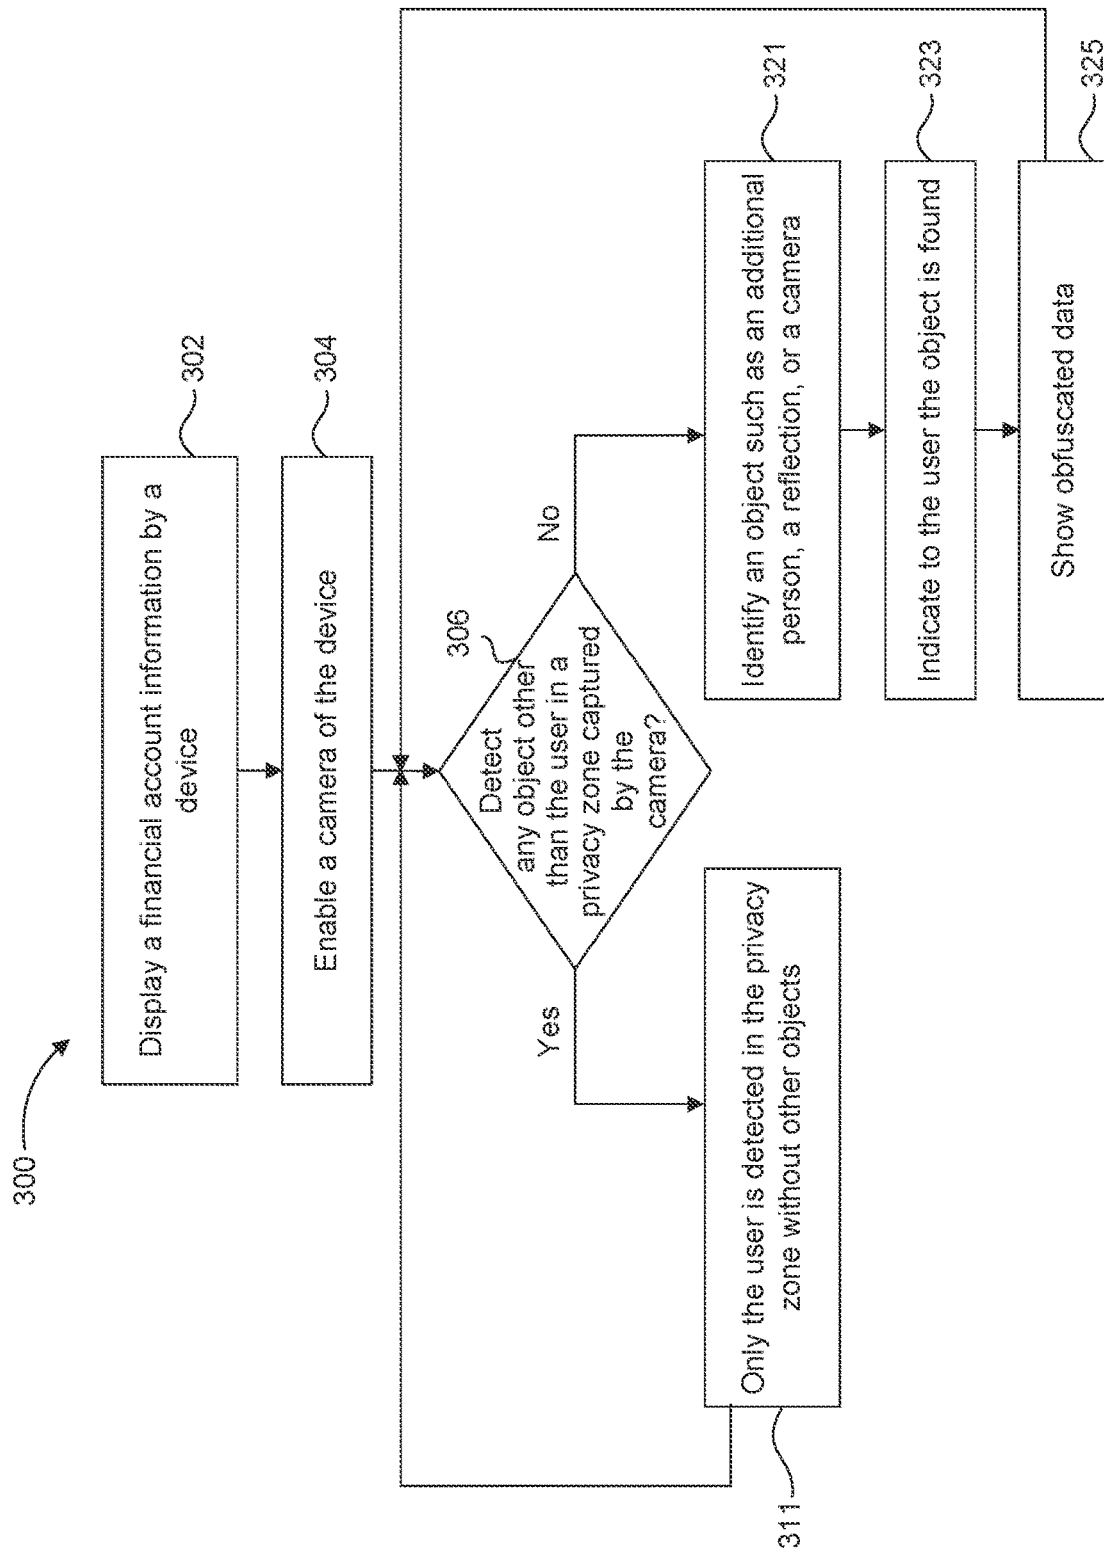 300
Display a financial account information by a
device
302
Enable a camera of the device
304
306
Detect
any object other
than the user in a
privacy zone captured
by the
camera?
Yes
No
Only the user is detected in the privacy
zone without other objects
311
Identify an object such as an additional
person, a reflection, or a camera
321
Indicate to the user the object is found
323
Show obfuscated data
325